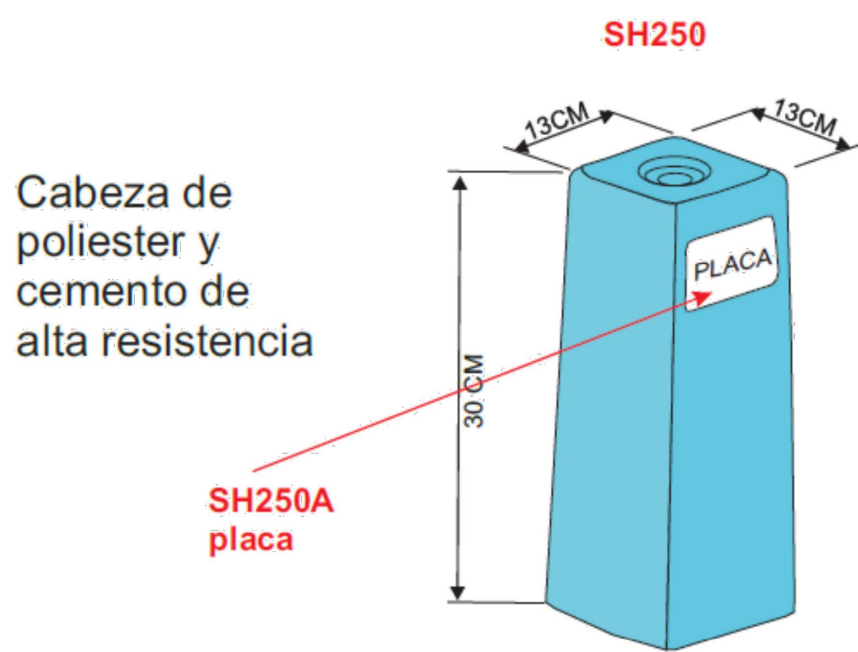 SH250
13CM
13CM
Cabeza de
poliester y
cemento de
alta resistencia
PLACA
30 CM
SH250A
placa